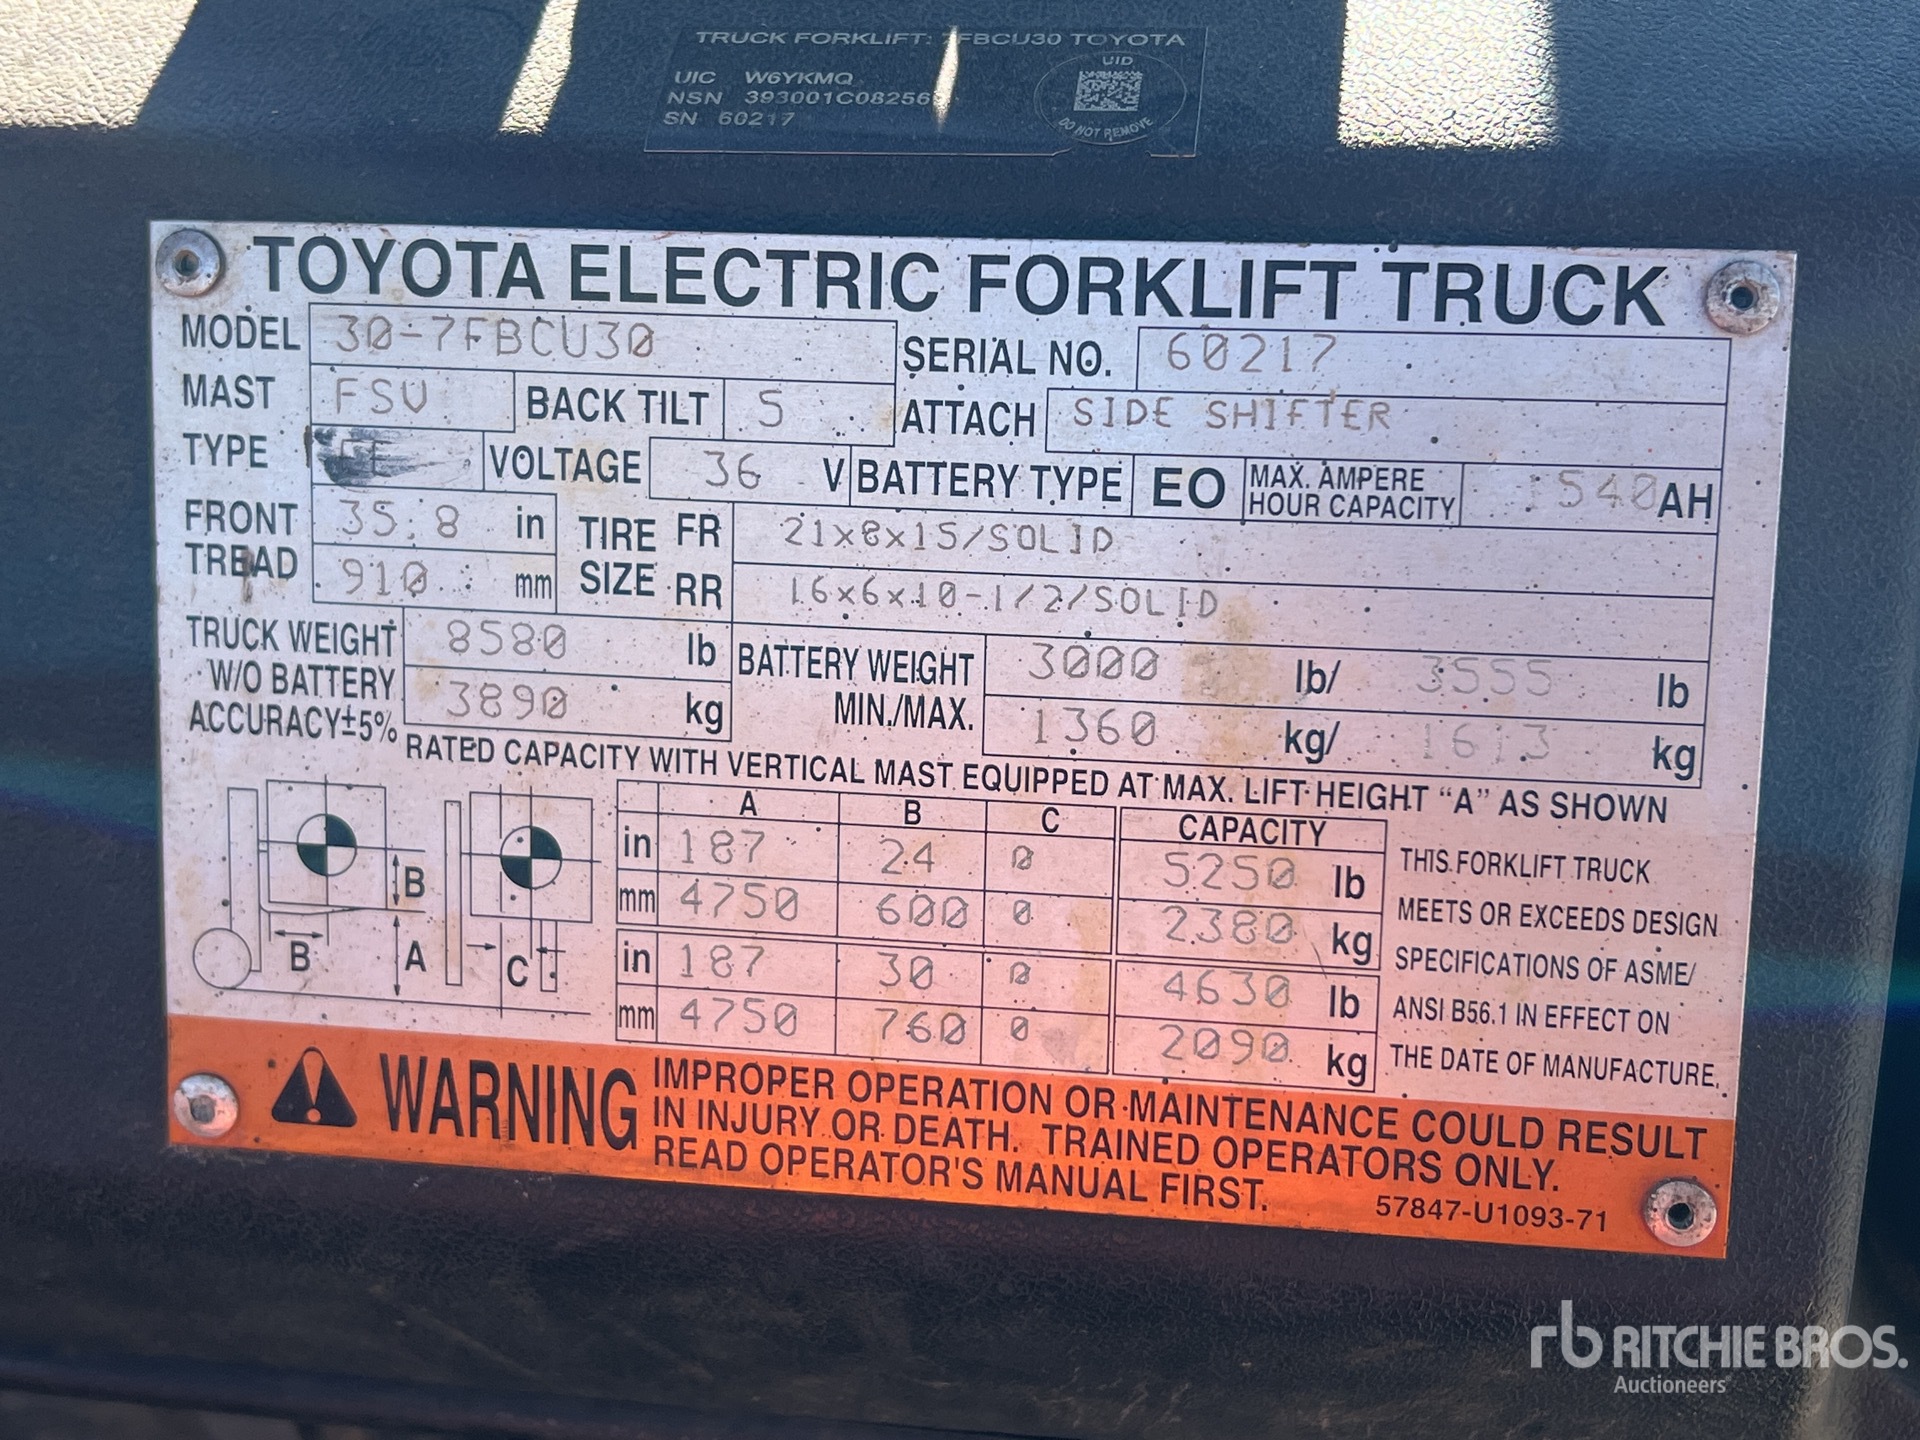 TRUCK FORKLIFT: 7FBCU30 TOYOTA
UID
UIC W6YKMQ
NSN 393001C08256
SN 60217
DO NOT REMOVE
TOYOTA ELECTRIC FORKLIFT TRUCK
MODEL 30-7FBCU30 SERIAL NO. 60217
MAST FSV BACK TILT 5 ATTACH SIDE SHIFTER
TYPE VOLTAGE 36 V BATTERY TYPE EO MAX. AMPERE HOUR CAPACITY 1540 AH
FRONT TREAD 35.8 in TIRE SIZE FR 21x8x15/SOLID
910 mm RR 16x6x10-1/2/SOLID
TRUCK WEIGHT W/O BATTERY ACCURACY±5% 8580 lb BATTERY WEIGHT MIN./MAX. 3000 lb/ 3555 lb
3890 kg 1360 kg/ 1613 kg
RATED CAPACITY WITH VERTICAL MAST EQUIPPED AT MAX. LIFT HEIGHT "A" AS SHOWN
A B C CAPACITY
in 187 24 0 5250 lb
mm 4750 600 0 2380 kg
in 187 30 0 4630 lb
mm 4750 760 0 2090 kg
B
B A C
THIS FORKLIFT TRUCK
MEETS OR EXCEEDS DESIGN
SPECIFICATIONS OF ASME/
ANSI B56.1 IN EFFECT ON
THE DATE OF MANUFACTURE.
WARNING
IMPROPER OPERATION OR MAINTENANCE COULD RESULT
IN INJURY OR DEATH. TRAINED OPERATORS ONLY.
READ OPERATOR'S MANUAL FIRST.
57847-U1093-71
rb RITCHIE BROS.
Auctioneers